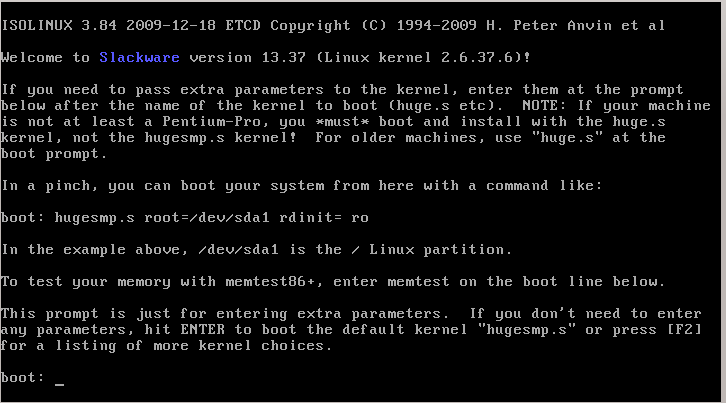 ISOLINUX 3.84 2009-12-18 ETCD Copyright (C) 1994-2009 H. Peter Anvin et al
Welcome to Slackware version 13.37 (Linux kernel 2.6.37.6)!
If you need to pass extra parameters to the kernel, enter them at the prompt
below after the name of the kernel to boot (huge.s etc).  NOTE: If your machine
is not at least a Pentium-Pro, you *must* boot and install with the huge.s
kernel, not the hugesmp.s kernel!  For older machines, use "huge.s" at the
boot prompt.
In a pinch, you can boot your system from here with a command like:
boot: hugesmp.s root=/dev/sda1 rdinit= ro
In the example above, /dev/sda1 is the / Linux partition.
To test your memory with memtest86+, enter memtest on the boot line below.
This prompt is just for entering extra parameters.  If you don't need to enter
any parameters, hit ENTER to boot the default kernel "hugesmp.s" or press [F2]
for a listing of more kernel choices.
boot: _